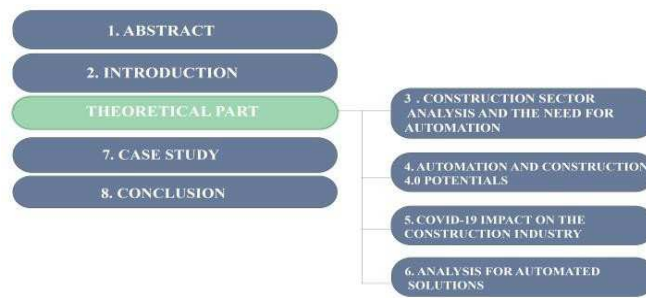 1. ABSTRACT
2. INTRODUCTION
THEORETICAL PART
7. CASE STUDY
8. CONCLUSION
3 . CONSTRUCTION SECTOR
ANALYSIS AND THE NEED FOR
AUTOMATION
4. AUTOMATION AND CONSTRUCTION
4.0 POTENTIALS
5. COVID-19 IMPACT ON THE
CONSTRUCTION INDUSTRY
6. ANALYSIS FOR AUTOMATED
SOLUTIONS